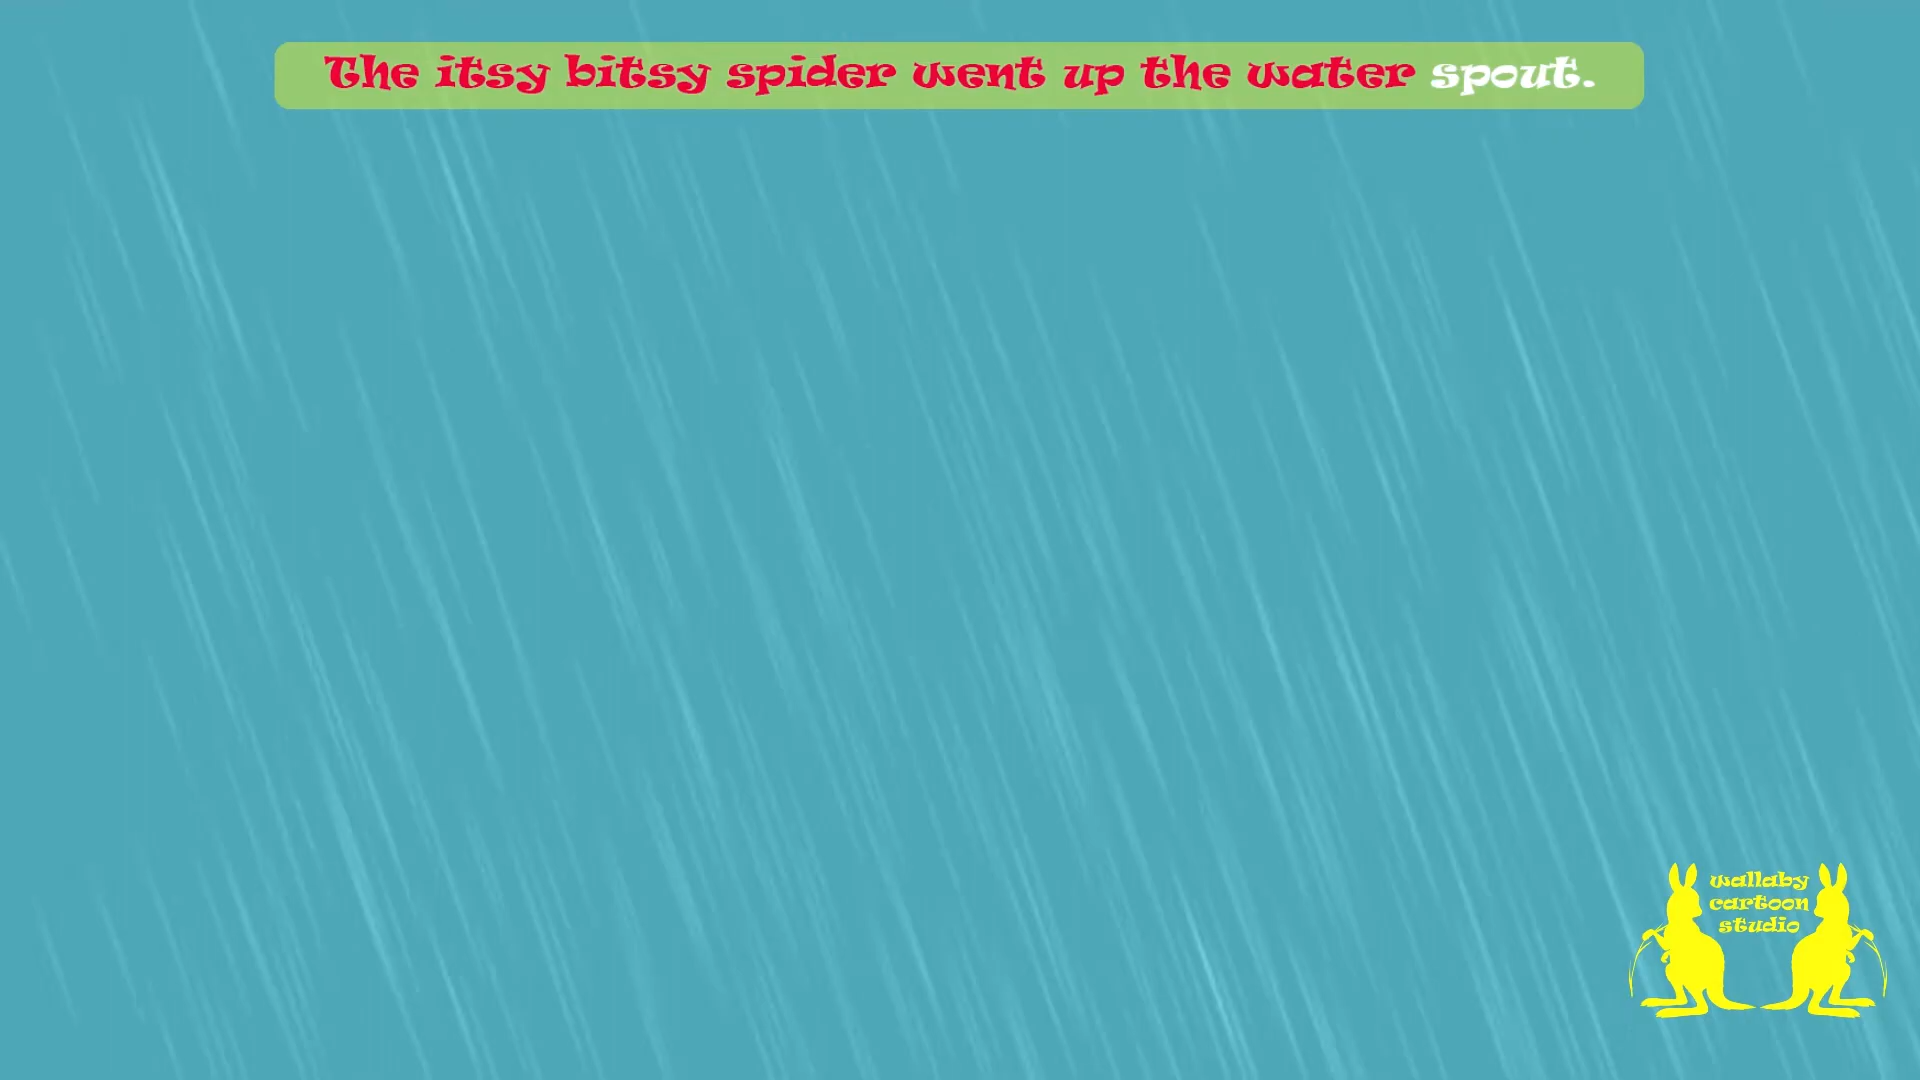 The itsy bitsy spider went up the water spout.
wallaby
cartoon
studio